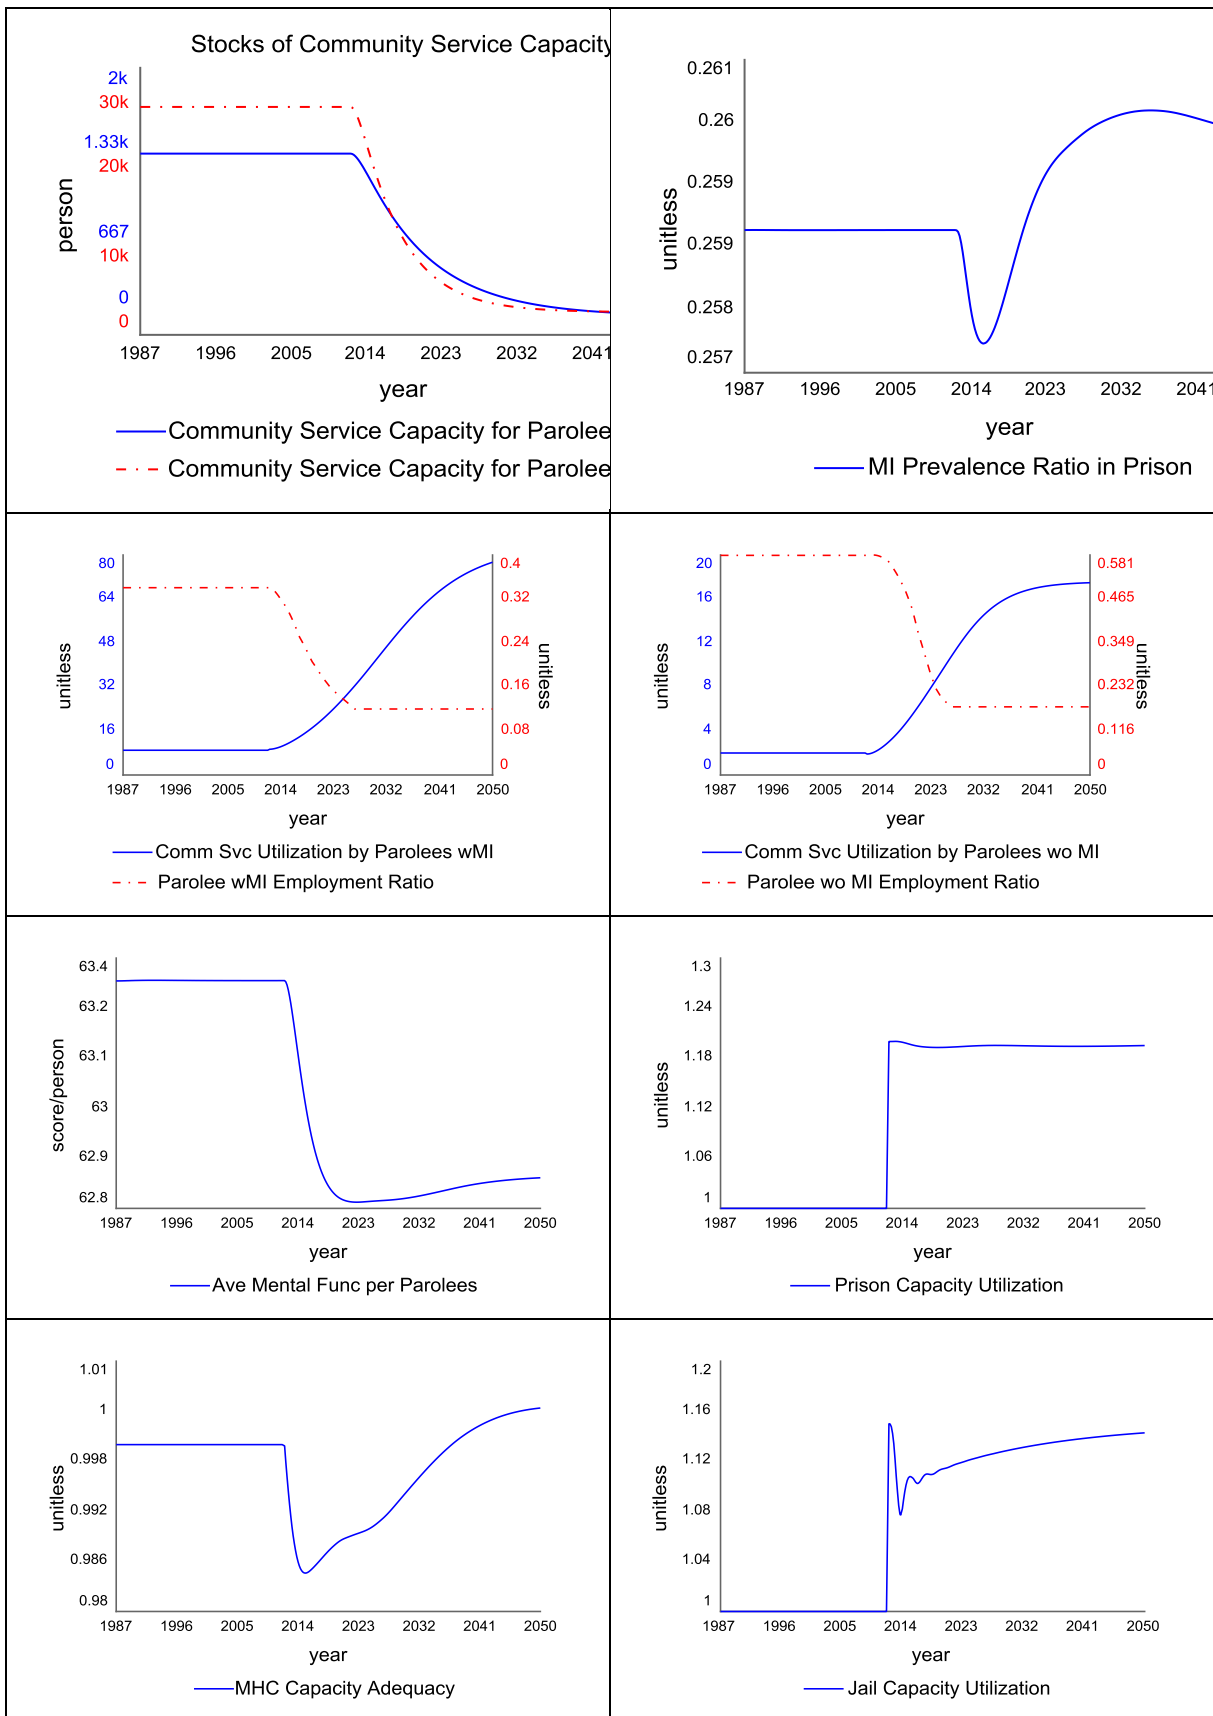 Stocks of Community Service Capacity
2k
30k
1.33k
20k
667
10k
0
0
person
1987 1996 2005 2014 2023 2032 2041
year
Community Service Capacity for Parolee
Community Service Capacity for Parolee
0.261
0.26
0.259
0.259
0.258
0.257
unitless
1987 1996 2005 2014 2023 2032 2041
year
MI Prevalence Ratio in Prison
80 0.4
64 0.32
48 0.24
32 0.16
16 0.08
0 0
unitless unitless
1987 1996 2005 2014 2023 2032 2041 2050
year
Comm Svc Utilization by Parolees wMI
Parolee wMI Employment Ratio
20 0.581
16 0.465
12 0.349
8 0.232
4 0.116
0 0
unitless unitless
1987 1996 2005 2014 2023 2032 2041 2050
year
Comm Svc Utilization by Parolees wo MI
Parolee wo MI Employment Ratio
63.4
63.2
63.1
63
62.9
62.8
score/person
1987 1996 2005 2014 2023 2032 2041 2050
year
Ave Mental Func per Parolees
1.3
1.24
1.18
1.12
1.06
1
unitless
1987 1996 2005 2014 2023 2032 2041 2050
year
Prison Capacity Utilization
1.01
1
0.998
0.992
0.986
0.98
unitless
1987 1996 2005 2014 2023 2032 2041 2050
year
MHC Capacity Adequacy
1.2
1.16
1.12
1.08
1.04
1
unitless
1987 1996 2005 2014 2023 2032 2041 2050
year
Jail Capacity Utilization